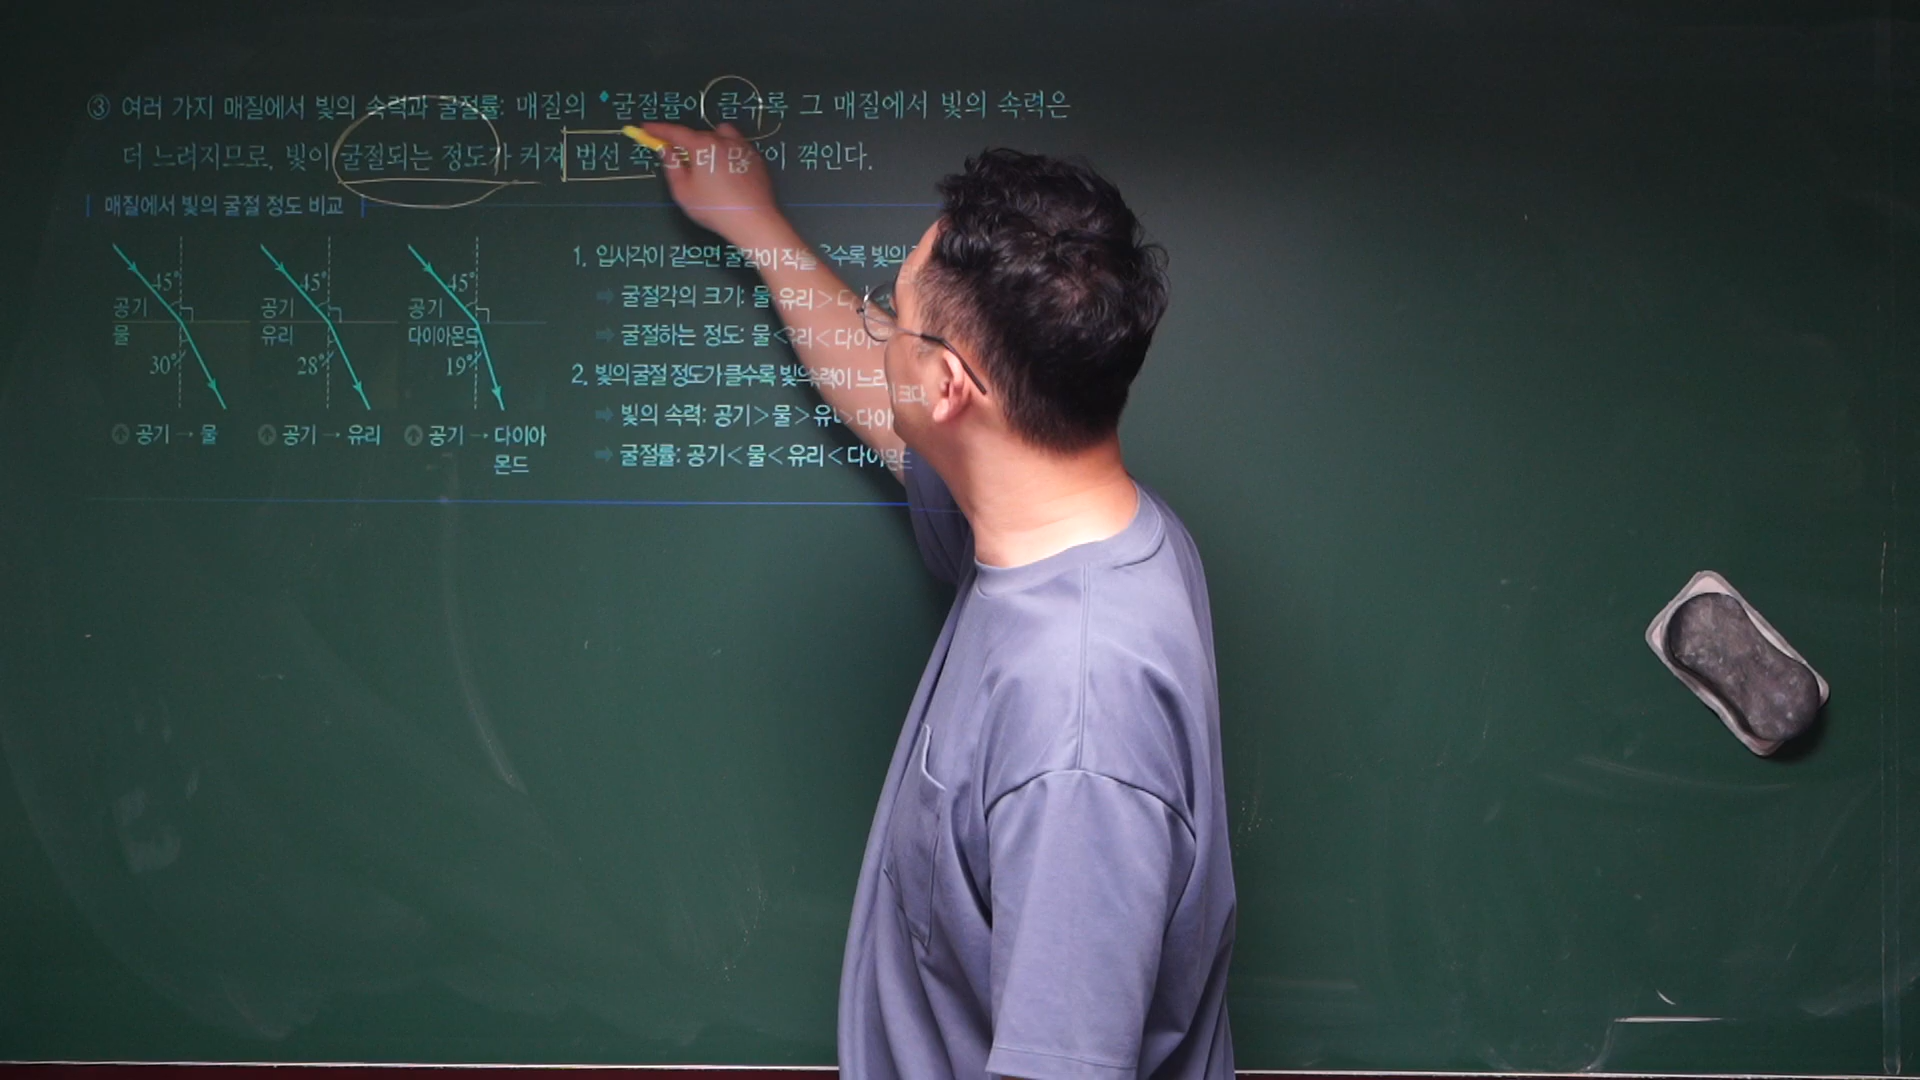 ③ 여러 가지 매질에서 빛의 속력과 굴절률: 매질의 굴절률이 클수록 그 매질에서 빛의 속력은
더 느려지므로, 빛이 굴절되는 정도가 커져 법선 쪽으로 더 많이 꺾인다.
매질에서 빛의 굴절 정도 비교
45° 45° 45°
공기 공기 공기
물 유리 다이아몬드
30° 28° 19°
공기 → 물 공기 → 유리 공기 → 다이아
몬드
1. 입사각이 같으면 굴절각이 작을수록 빛의
⇨ 굴절각의 크기: 물 유리>
⇨ 굴절하는 정도: 물< 유리<다이
2. 빛의 굴절 정도가 클수록 빛의 속력이 느려
크다.
⇨ 빛의 속력: 공기>물>유 >다이
⇨ 굴절률: 공기<물<유리<다이몬드